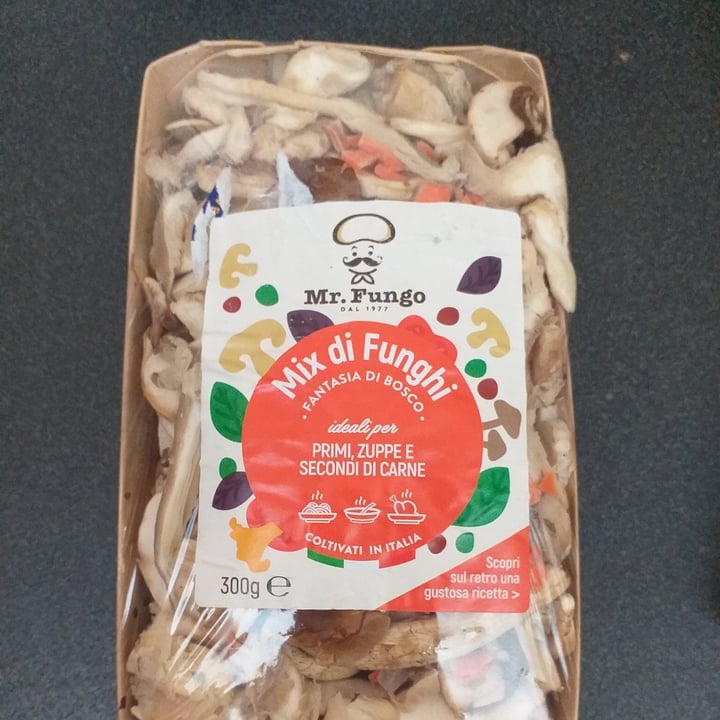 Mr. Fungo
DAL 1977
Mix di Funghi
• FANTASIA DI BOSCO •
ideali per
PRIMI, ZUPPE E
SECONDI DI CARNE
COLTIVATI IN ITALIA
300g ℮
Scopri
sul retro una
gustosa ricetta >